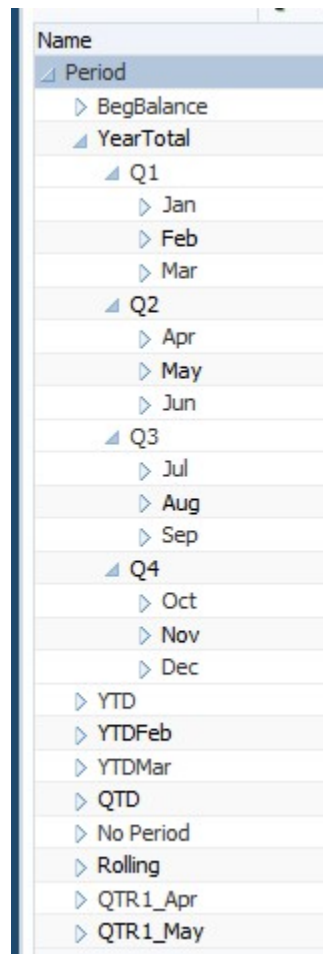 Name
Period
BegBalance
YearTotal
Q1
Jan
Feb
Mar
Q2
Apr
May
Jun
Q3
Jul
Aug
Sep
Q4
Oct
Nov
Dec
YTD
YTDFeb
YTDMar
QTD
No Period
Rolling
QTR1_Apr
QTR1_May